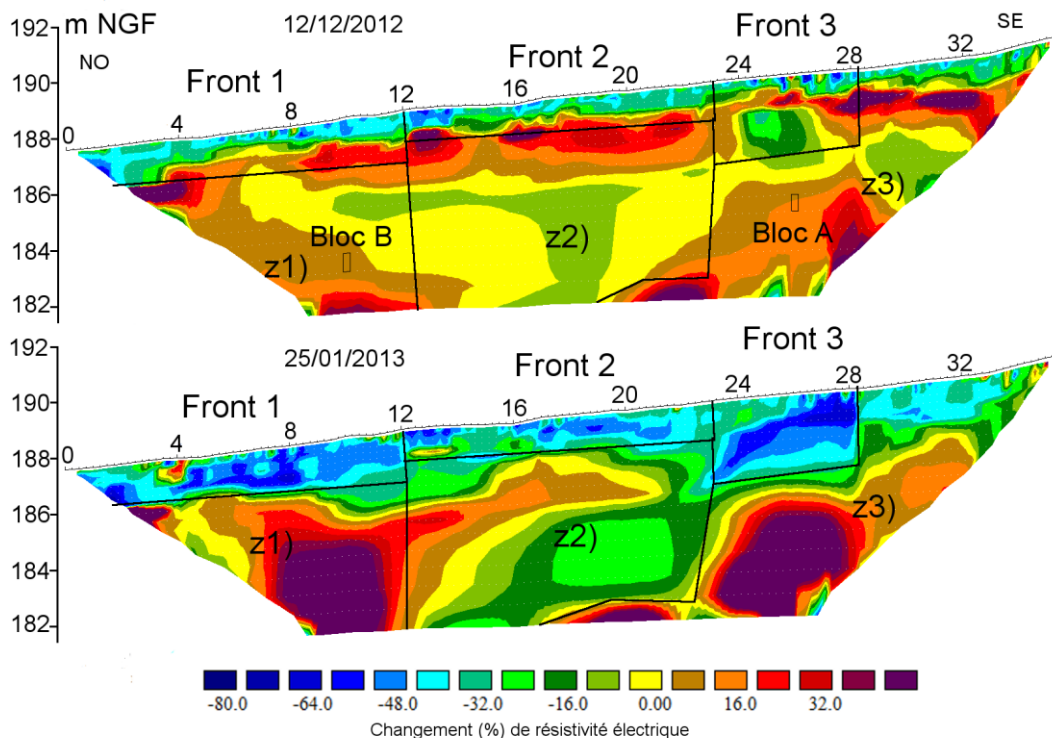 192
m NGF
12/12/2012
SE
NO
Front 1
Front 2
Front 3
190
188
186
184
182
0
4
8
12
16
20
24
28
32
z1)
Bloc B
z2)
Bloc A
z3)
192
25/01/2013
Front 1
Front 2
Front 3
190
188
186
184
182
0
4
8
12
16
20
24
28
32
z1)
z2)
z3)
-80.0 -64.0 -48.0 -32.0 -16.0 0.00 16.0 32.0
Changement (%) de résistivité électrique